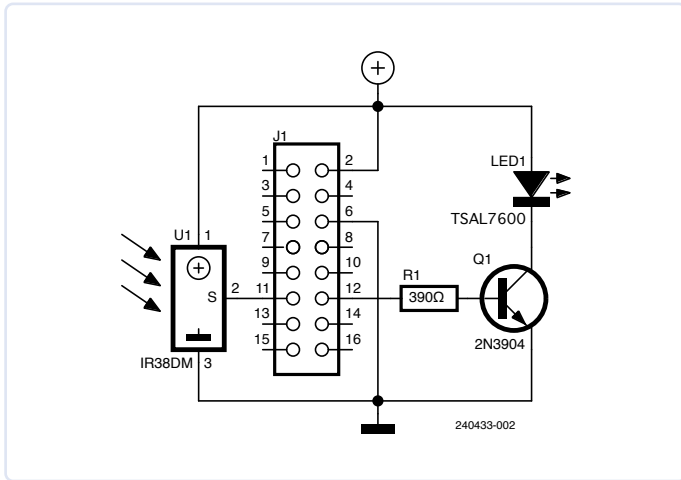 J1
1 2
3 4
5 6
7 8
9 10
11 12
13 14
15 16
U1 1
+
S 2
IR38DM 3
+
LED1
TSAL7600
Q1
2N3904
R1
390Ω
240433-002